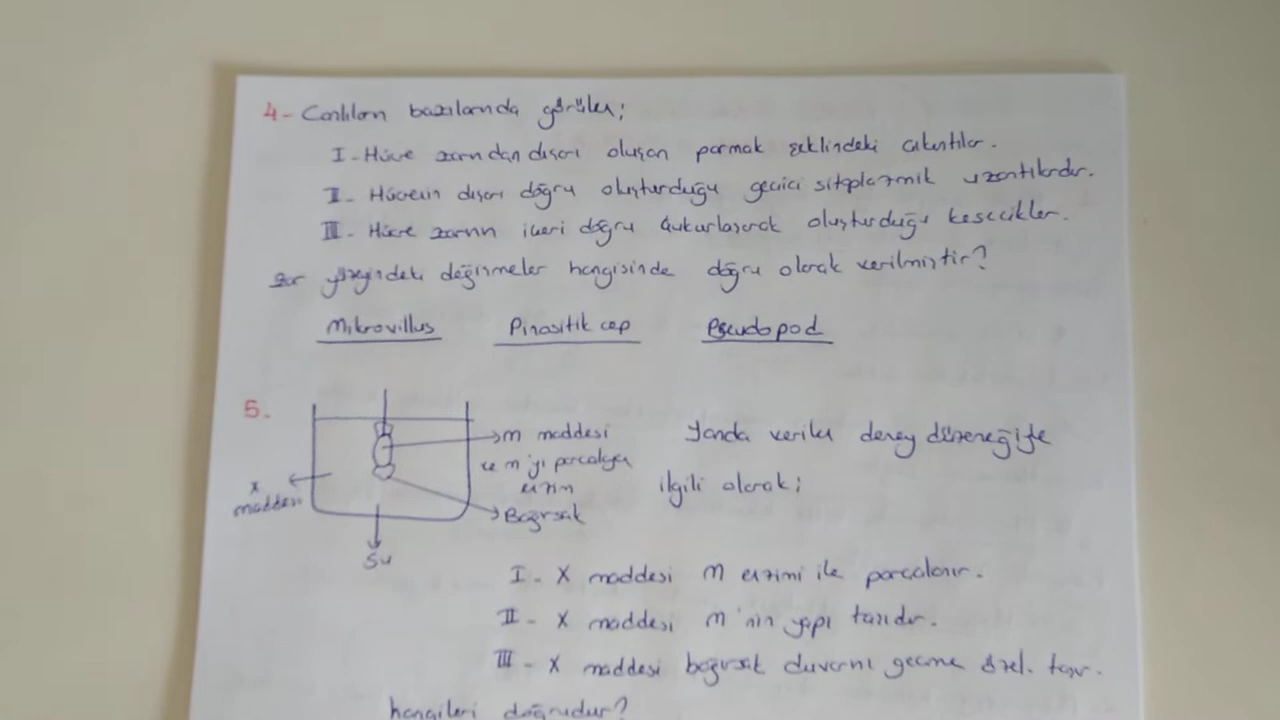 4- Canlıların bazılarında görülen;
I- Hücre zarından dışarı oluşan parmak şeklindeki çıkıntılar.
II- Hücrenin dışarı doğru oluşturduğu geçici sitoplazmik uzantılardır.
III- Hücre zarının içeri doğru çukurlaşarak oluşturduğu kesecikler.
zar yüzeyindeki değişmeler hangisinde doğru olarak verilmiştir?
Mikrovillus Pinositik cep Pseudopod
5.
Yanda verilen deney düzeneğiyle
ilgili olarak;
m maddesi
ve m'yi parçalayan
enzim
Bağırsak
x
maddesi
Su
I- X maddesi m enzimi ile parçalanır.
II- X maddesi m'nin yapı taşıdır.
III- X maddesi bağırsak duvarını geçme özel. taşır.
hangileri doğrudur?